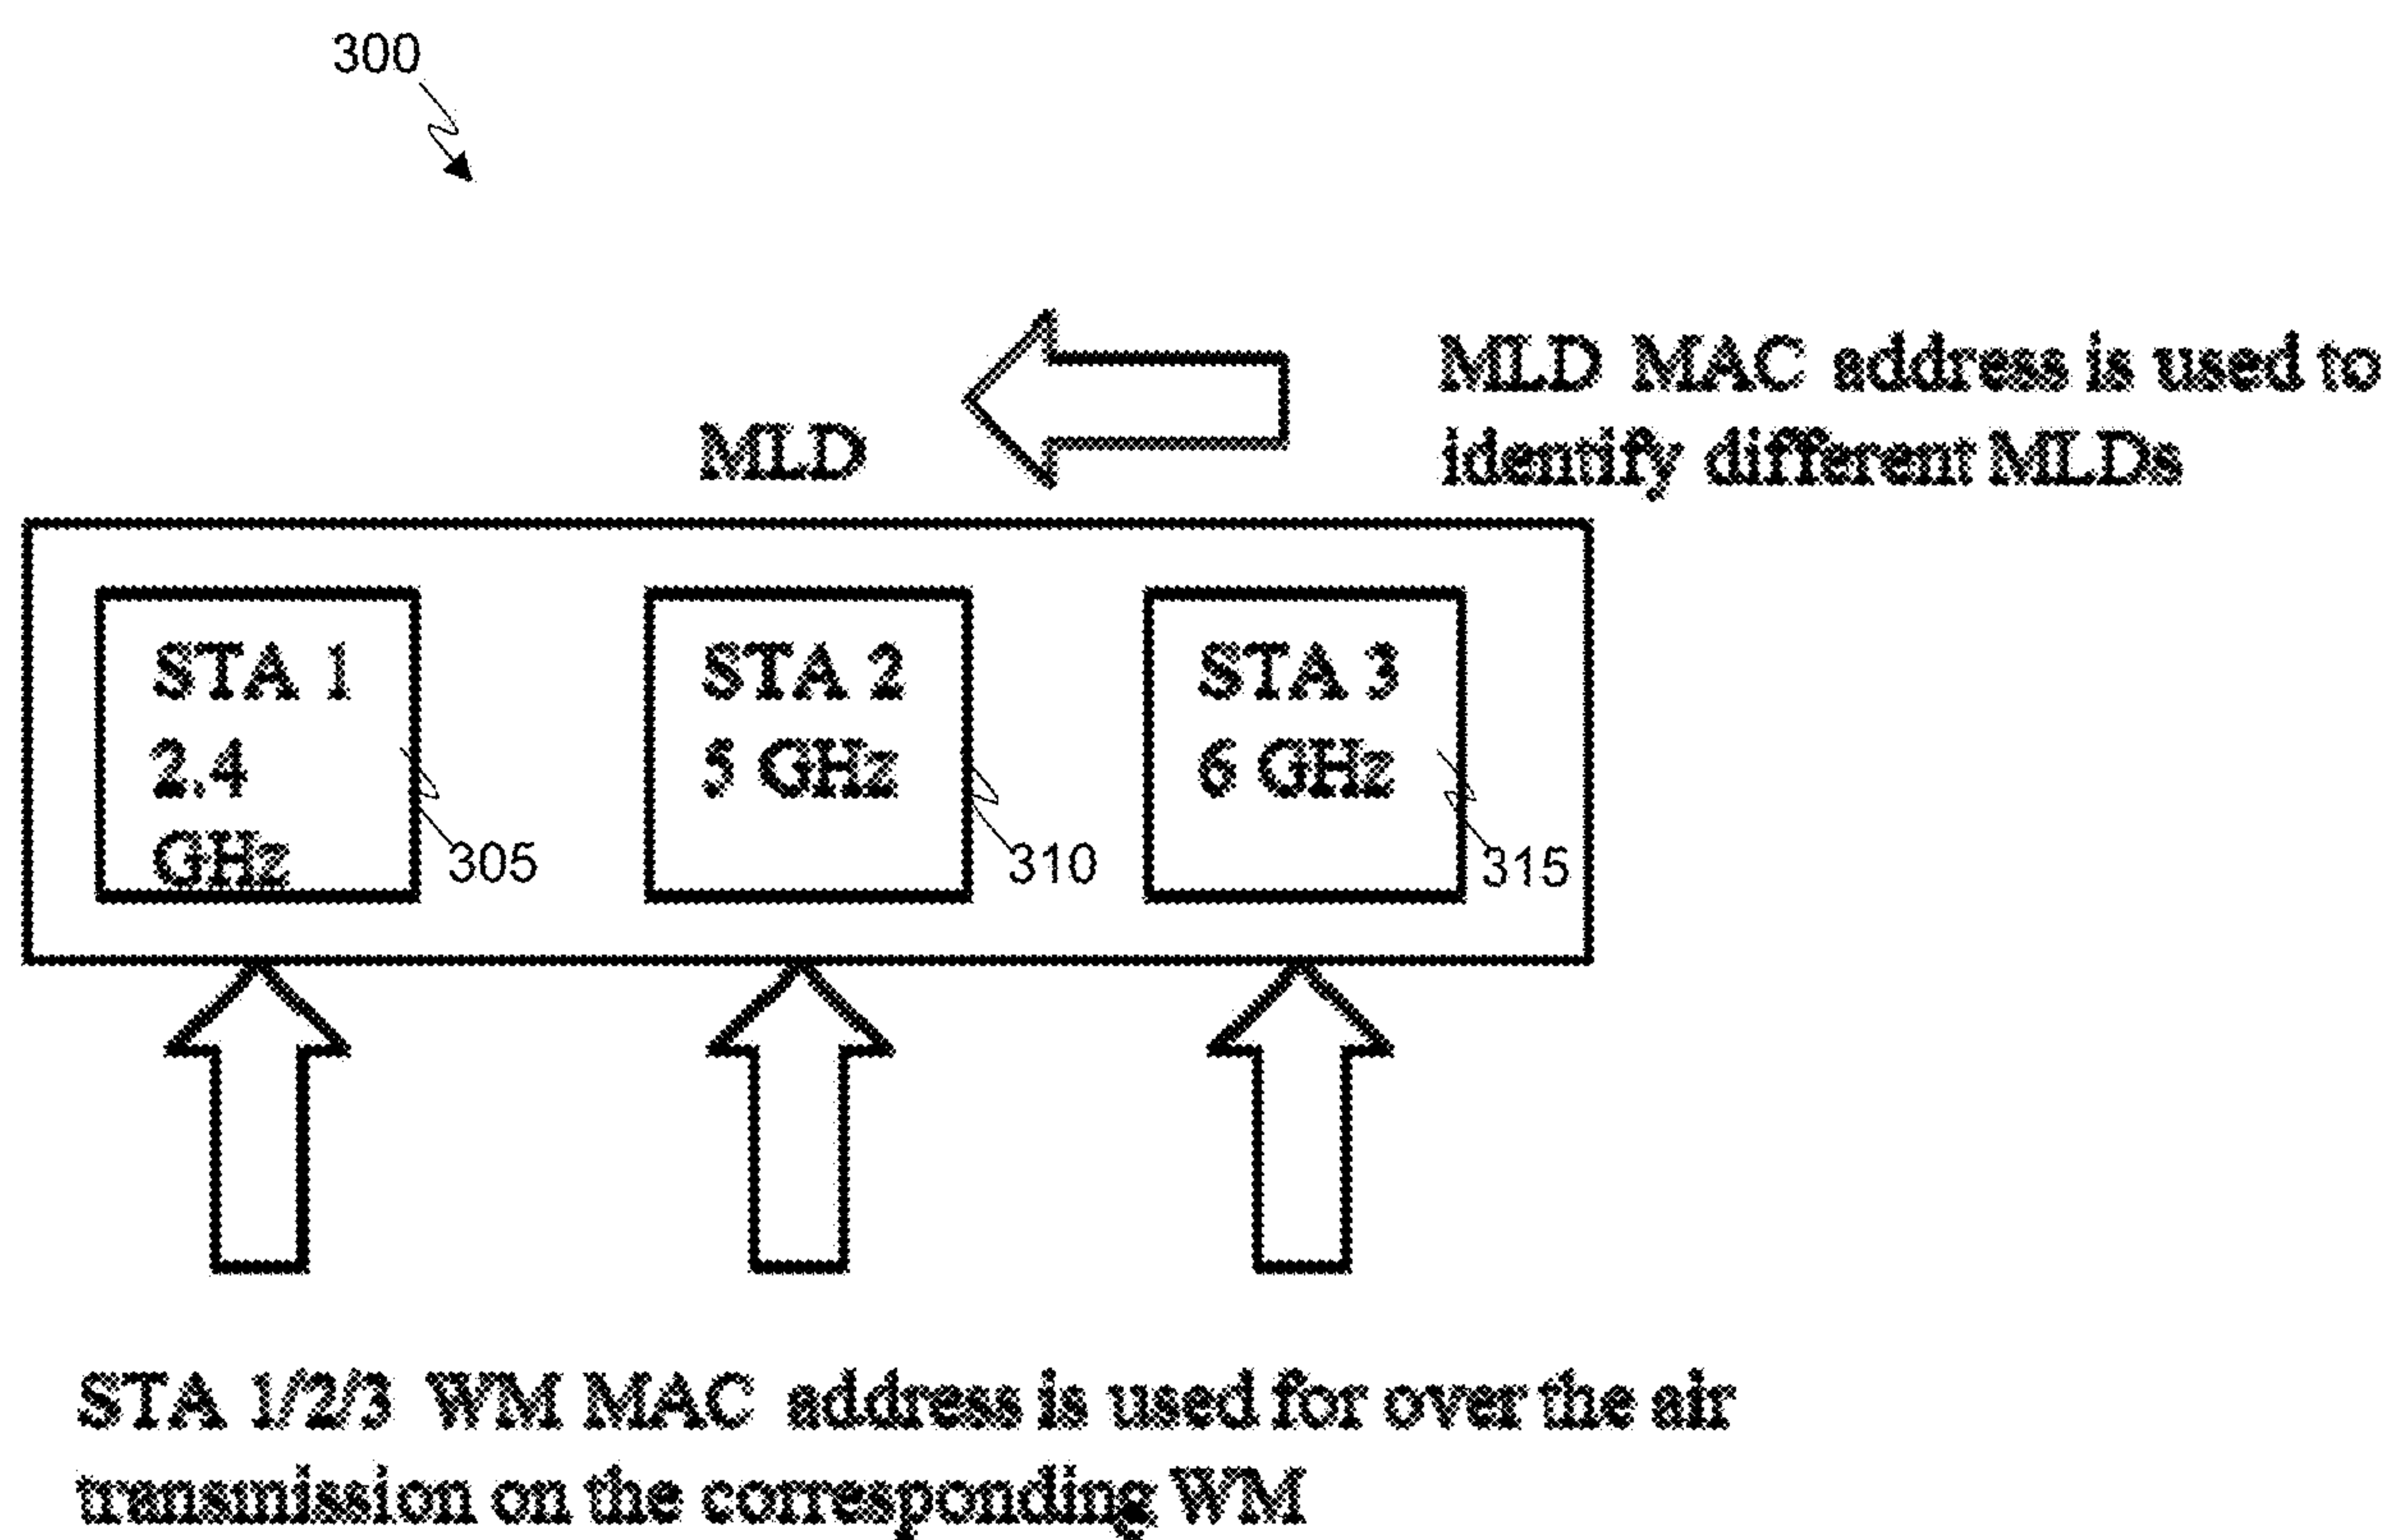 300
MLD MAC address is used to
identify different MLDs
MLD
STA 1
2.4
GHz
305
STA 2
5 GHz
310
STA 3
6 GHz
315
STA 1/2/3 WM MAC address is used for over the air
transmission on the corresponding WM